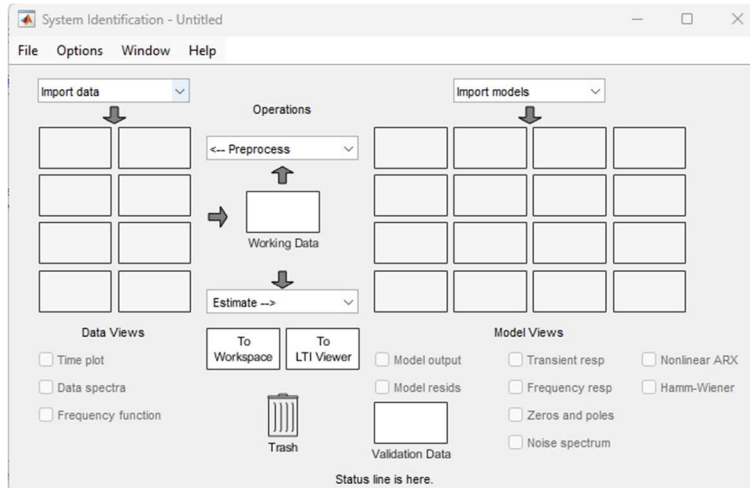 System Identification - Untitled
File Options Window Help
Import data
Import models
Operations
<-- Preprocess
Working Data
Estimate -->
Data Views
To
Workspace
To
LTI Viewer
Model Views
Time plot
Data spectra
Frequency function
Model output
Transient resp
Nonlinear ARX
Model resids
Frequency resp
Hamm-Wiener
Zeros and poles
Noise spectrum
Trash
Validation Data
Status line is here.